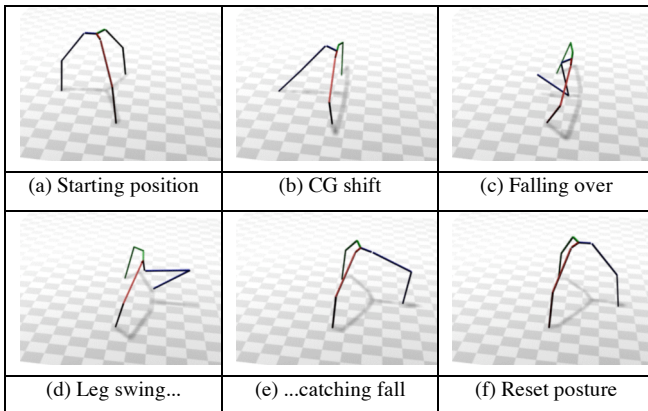 (a) Starting position
(b) CG shift
(c) Falling over
(d) Leg swing...
(e) ...catching fall
(f) Reset posture